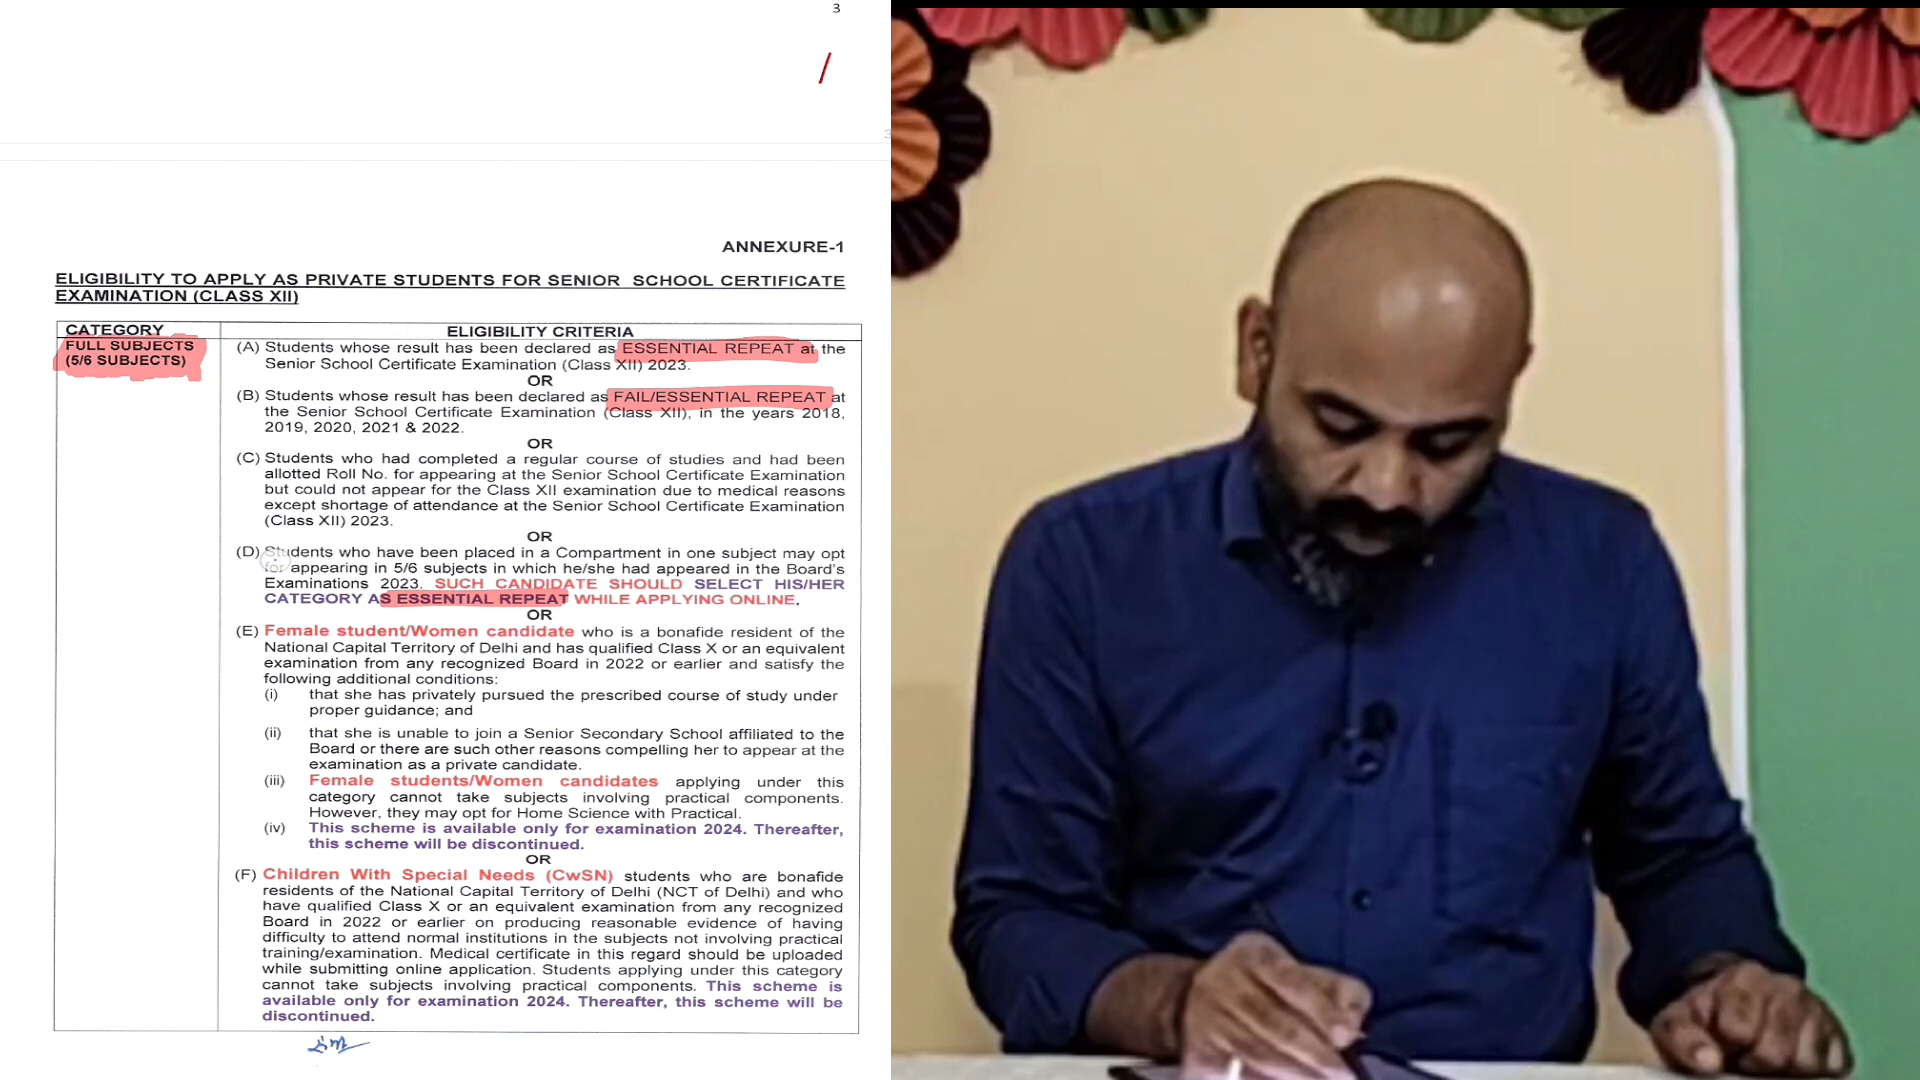 3
ANNEXURE-1
ELIGIBILITY TO APPLY AS PRIVATE STUDENTS FOR SENIOR SCHOOL CERTIFICATE
EXAMINATION (CLASS XII)
CATEGORY
ELIGIBILITY CRITERIA
FULL SUBJECTS
(5/6 SUBJECTS)
(A) Students whose result has been declared as ESSENTIAL REPEAT at the
Senior School Certificate Examination (Class XII) 2023.
OR
(B) Students whose result has been declared as FAIL/ESSENTIAL REPEAT at
the Senior School Certificate Examination (Class XII), in the years 2018,
2019, 2020, 2021 & 2022.
OR
(C) Students who had completed a regular course of studies and had been
allotted Roll No. for appearing at the Senior School Certificate Examination
but could not appear for the Class XII examination due to medical reasons
except shortage of attendance at the Senior School Certificate Examination
(Class XII) 2023.
OR
(D) Students who have been placed in a Compartment in one subject may opt
for appearing in 5/6 subjects in which he/she had appeared in the Board's
Examinations 2023. SUCH CANDIDATE SHOULD SELECT HIS/HER
CATEGORY AS ESSENTIAL REPEAT WHILE APPLYING ONLINE.
OR
(E) Female student/Women candidate who is a bonafide resident of the
National Capital Territory of Delhi and has qualified Class X or an equivalent
examination from any recognized Board in 2022 or earlier and satisfy the
following additional conditions:
(i) that she has privately pursued the prescribed course of study under
proper guidance; and
(ii) that she is unable to join a Senior Secondary School affiliated to the
Board or there are such other reasons compelling her to appear at the
examination as a private candidate.
(iii) Female students/Women candidates applying under this
category cannot take subjects involving practical components.
However, they may opt for Home Science with Practical.
(iv) This scheme is available only for examination 2024. Thereafter,
this scheme will be discontinued.
OR
(F) Children With Special Needs (CwSN) students who are bonafide
residents of the National Capital Territory of Delhi (NCT of Delhi) and who
have qualified Class X or an equivalent examination from any recognized
Board in 2022 or earlier on producing reasonable evidence of having
difficulty to attend normal institutions in the subjects not involving practical
training/examination. Medical certificate in this regard should be uploaded
while submitting online application. Students applying under this category
cannot take subjects involving practical components. This scheme is
available only for examination 2024. Thereafter, this scheme will be
discontinued.